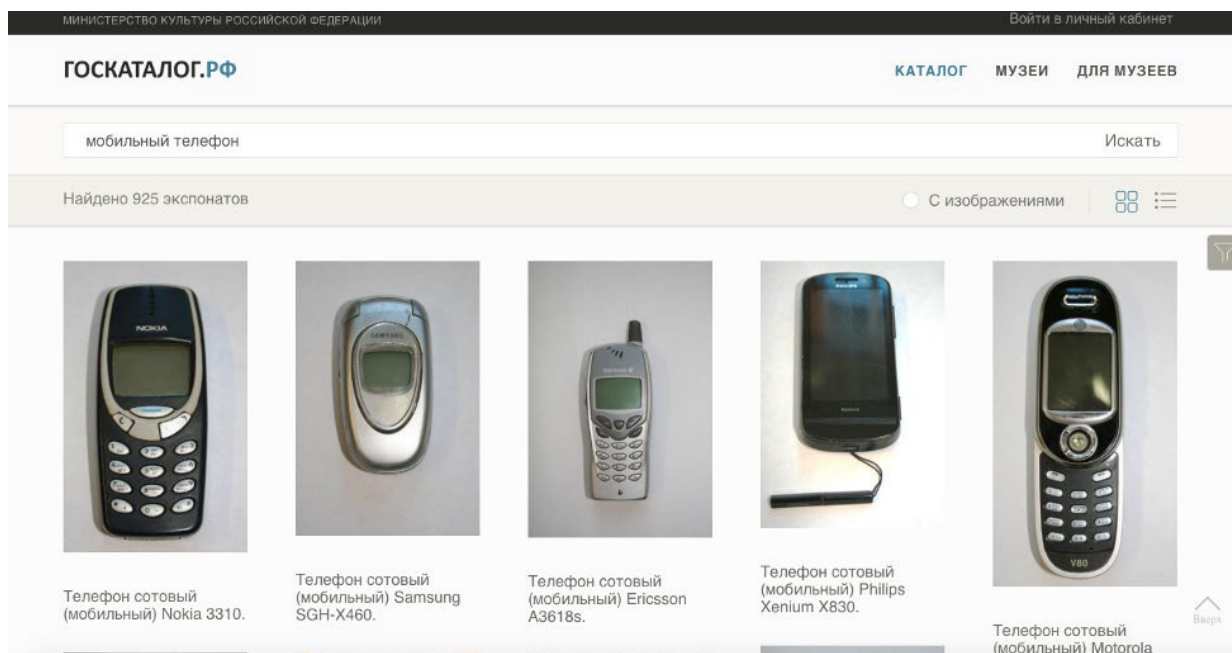 МИНИСТЕРСТВО КУЛЬТУРЫ РОССИЙСКОЙ ФЕДЕРАЦИИ
Войти в личный кабинет
ГОСКАТАЛОГ.РФ
КАТАЛОГ
МУЗЕИ
ДЛЯ МУЗЕЕВ
мобильный телефон
Искать
Найдено 925 экспонатов
С изображениями
NOKIA
SAMSUNG
PHILIPS
V80
Телефон сотовый
(мобильный) Nokia 3310.
Телефон сотовый
(мобильный) Samsung
SGH-X460.
Телефон сотовый
(мобильный) Ericsson
A3618s.
Телефон сотовый
(мобильный) Philips
Xenium X830.
Телефон сотовый
(мобильный) Motorola
Вверх